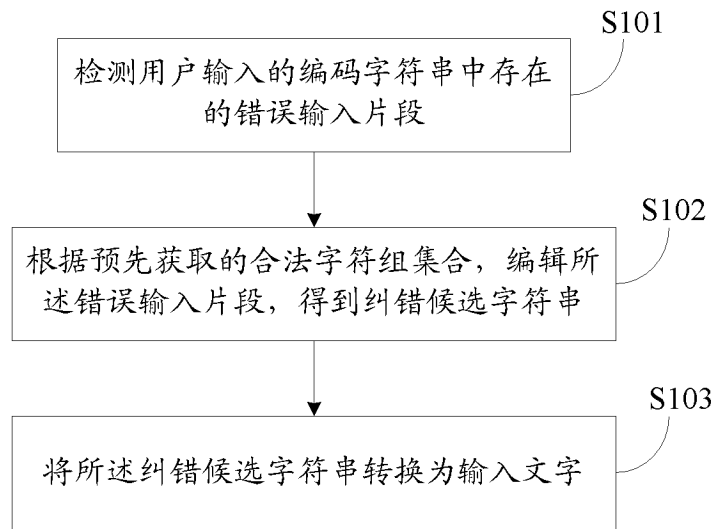 S101
检测用户输入的编码字符串中存在
的错误输入片段
S102
根据预先获取的合法字符组集合，编辑所
述错误输入片段，得到纠错候选字符串
S103
将所述纠错候选字符串转换为输入文字